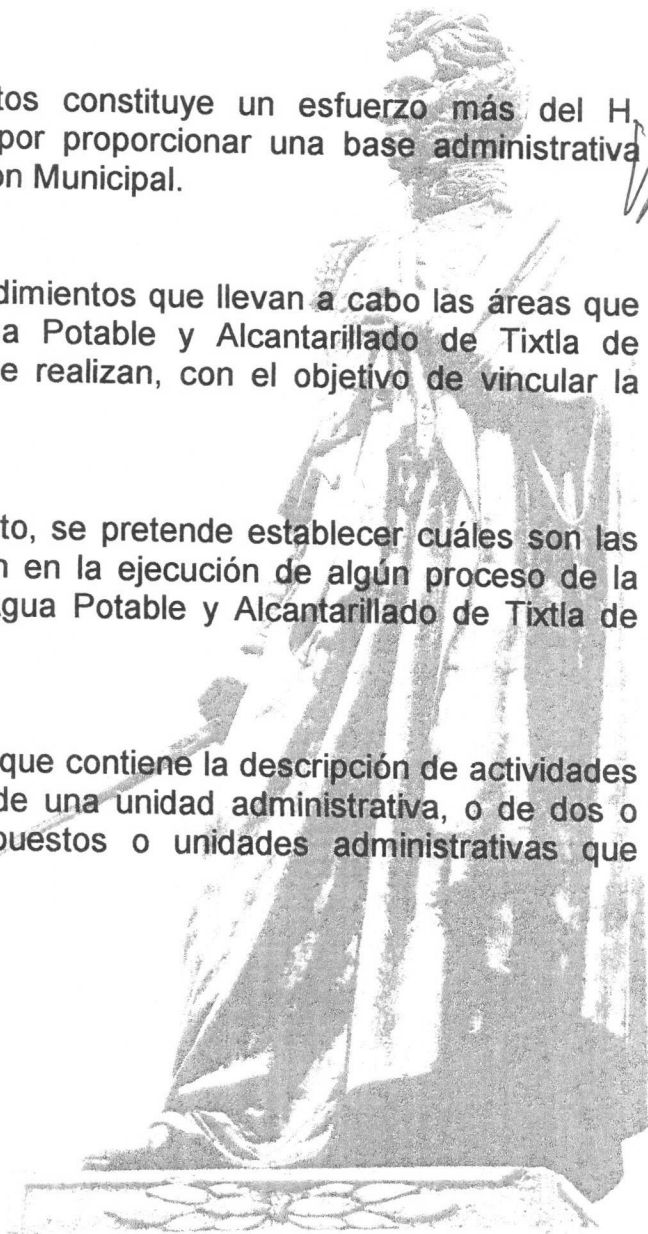 tos constituye un esfuerzo más del H.
por proporcionar una base administrativa
ón Municipal.
dimientos que llevan a cabo las áreas que
a Potable y Alcantarillado de Tixtla de
e realizan, con el objetivo de vincular la
to, se pretende establecer cuáles son las
n en la ejecución de algún proceso de la
gua Potable y Alcantarillado de Tixtla de
que contiene la descripción de actividades
de una unidad administrativa, o de dos o
puestos o unidades administrativas que